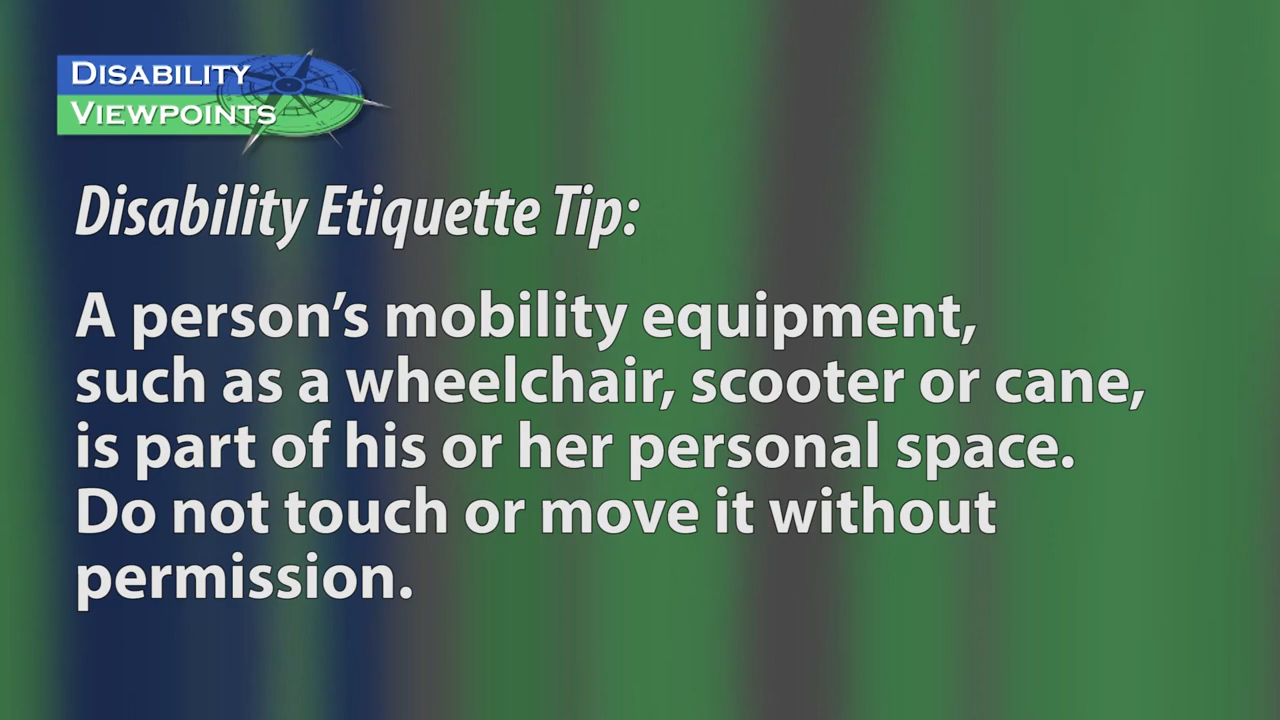 Disability
Viewpoints
Disability Etiquette Tip:
A person’s mobility equipment,
such as a wheelchair, scooter or cane,
is part of his or her personal space.
Do not touch or move it without
permission.